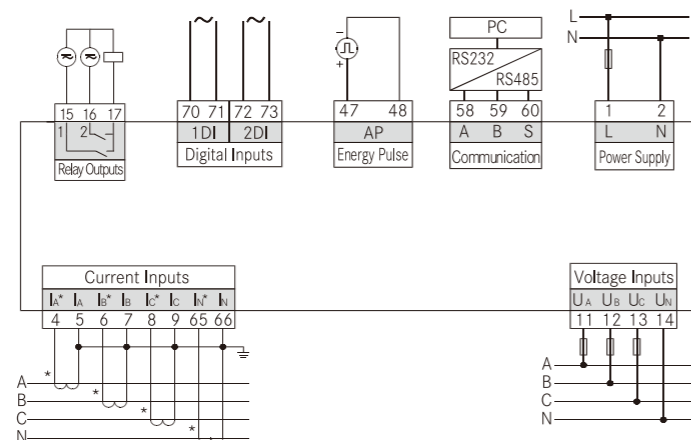 L
N
PC
RS232
RS485
15 16 17
70 71 72 73
47 48
58 59 60
1 2
1 2
1DI 2DI
AP
A B S
L N
Relay Outputs
Digital Inputs
Energy Pulse
Communication
Power Supply
- 
+
Current Inputs
IA* IA IB* IB IC* IC IN* IN
4 5 6 7 8 9 65 66
Voltage Inputs
UA UB UC UN
11 12 13 14
*
A
*
B
*
C
*
N
A
B
C
N